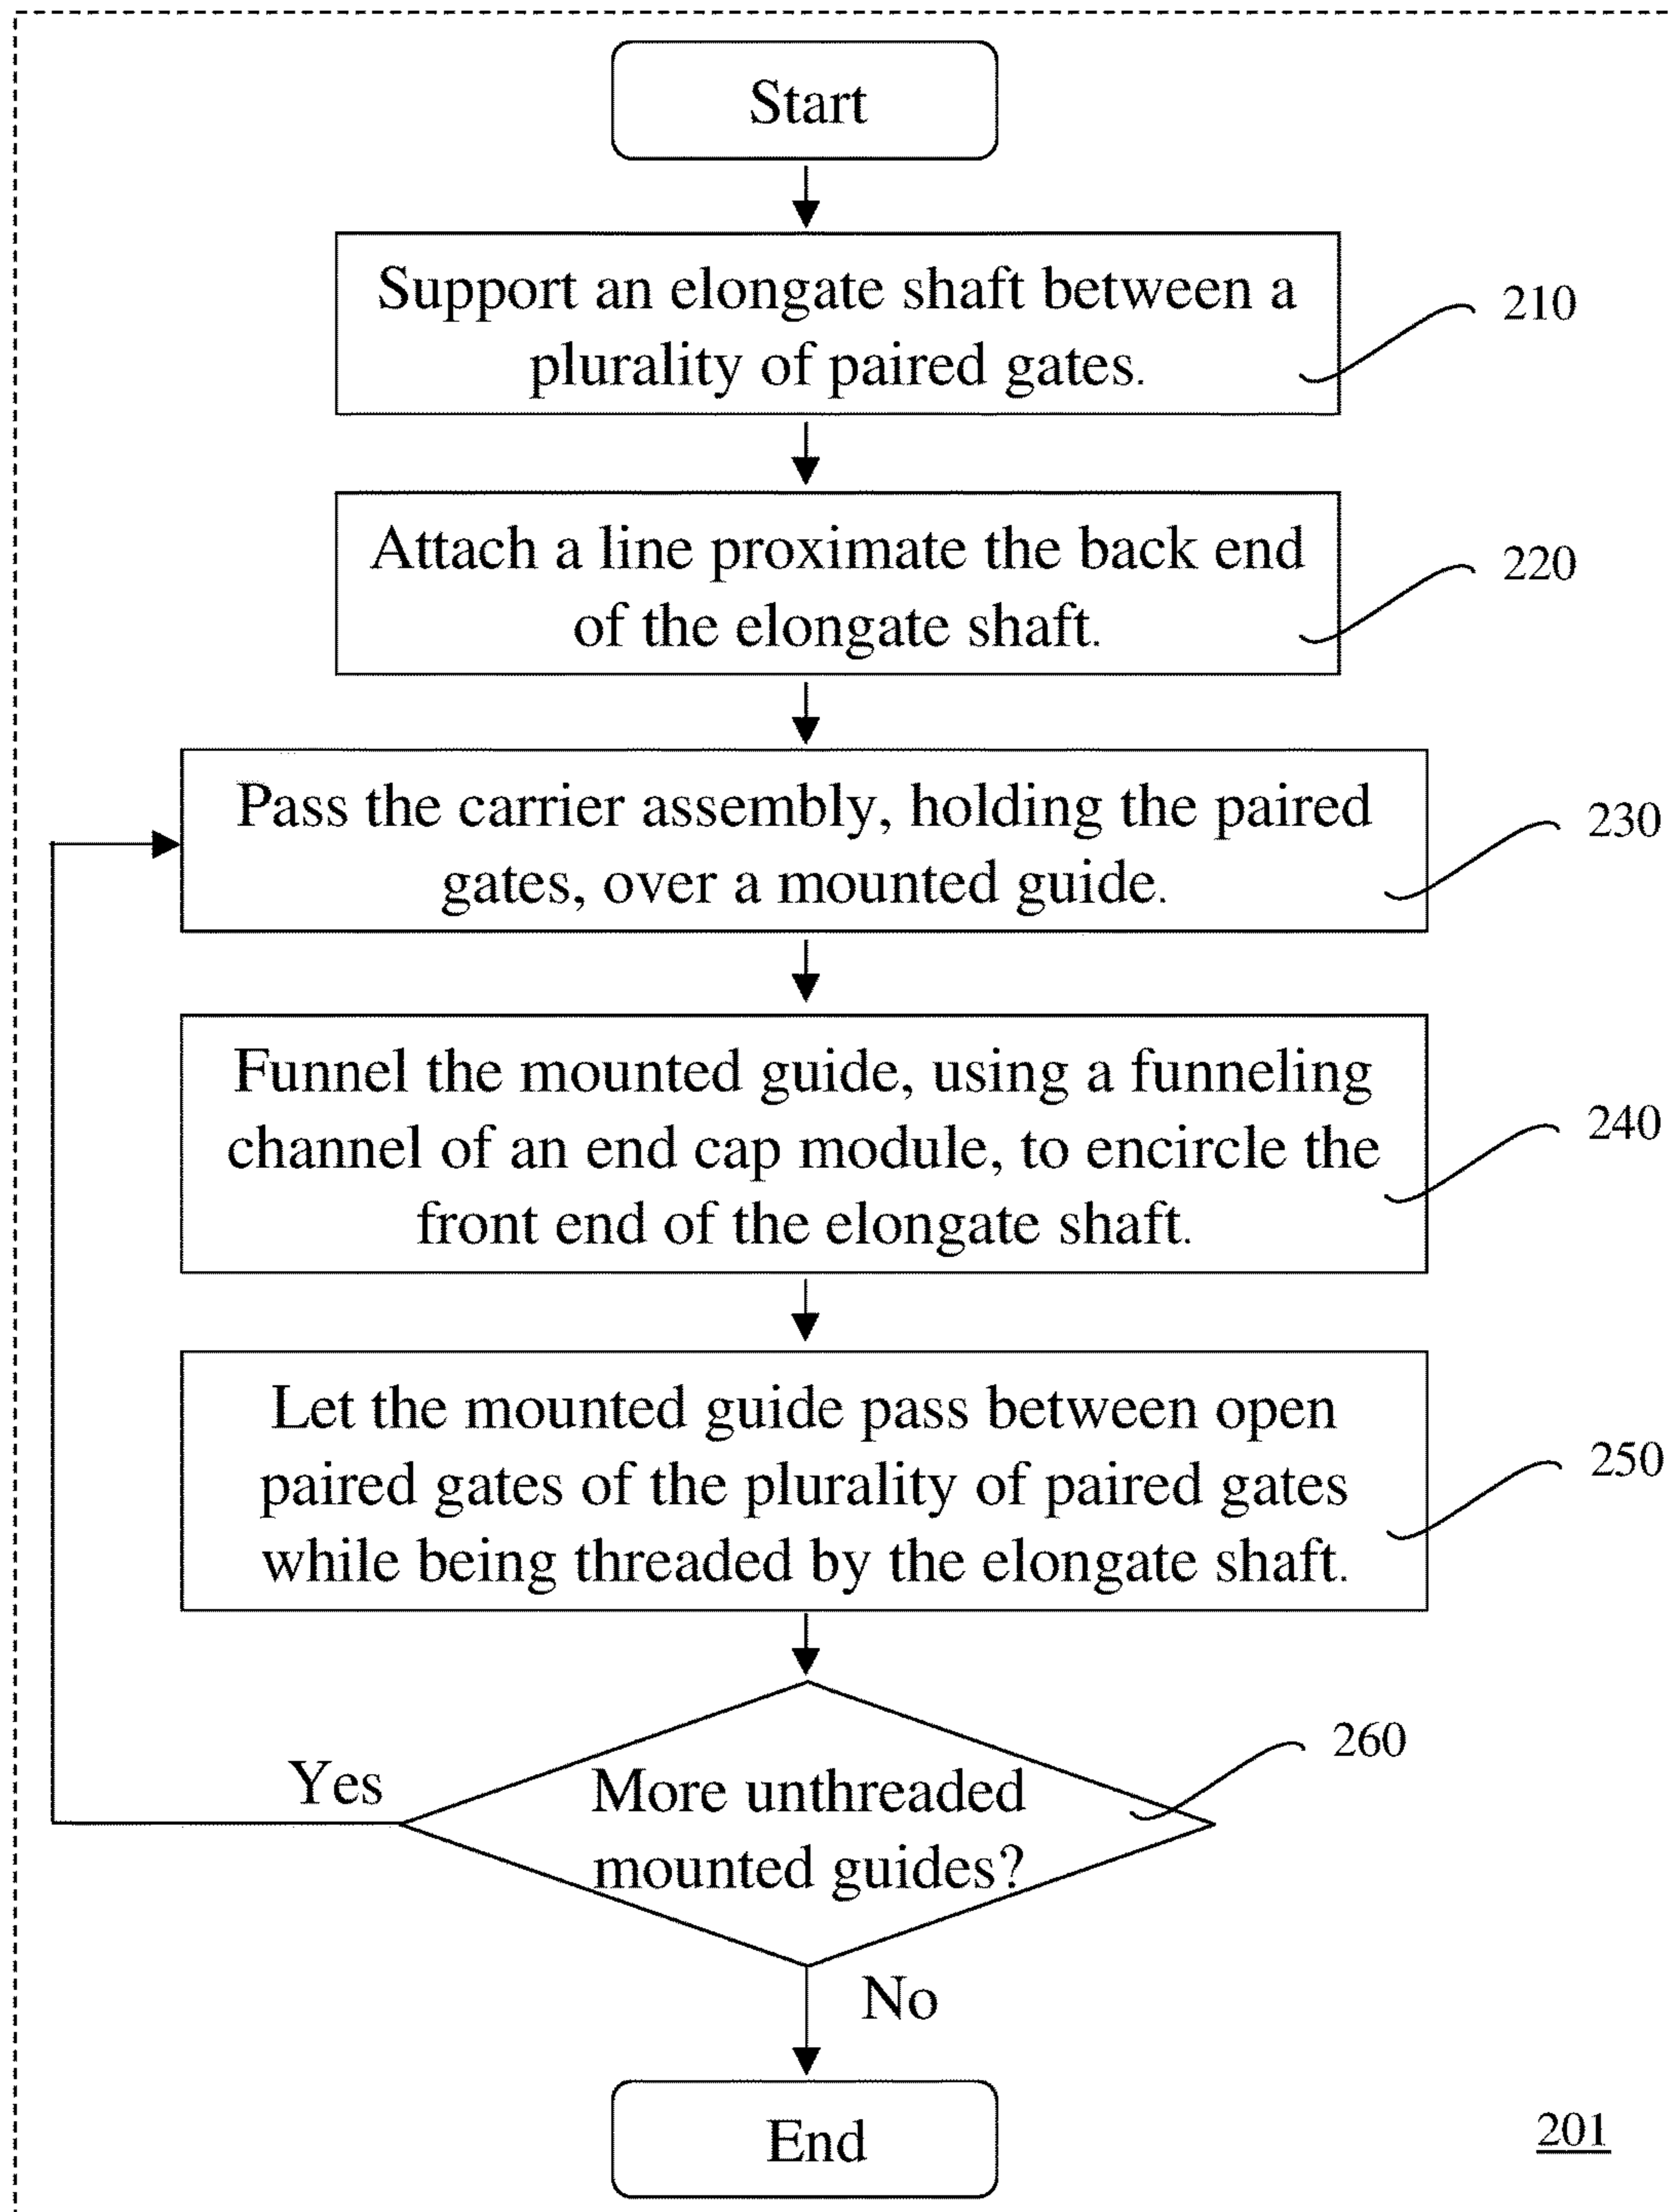 Start
Support an elongate shaft between a
plurality of paired gates.
210
Attach a line proximate the back end
of the elongate shaft.
220
Pass the carrier assembly, holding the paired
gates, over a mounted guide.
230
Funnel the mounted guide, using a funneling
channel of an end cap module, to encircle the
front end of the elongate shaft.
240
Let the mounted guide pass between open
paired gates of the plurality of paired gates
while being threaded by the elongate shaft.
250
More unthreaded
mounted guides?
260
Yes
No
End
201